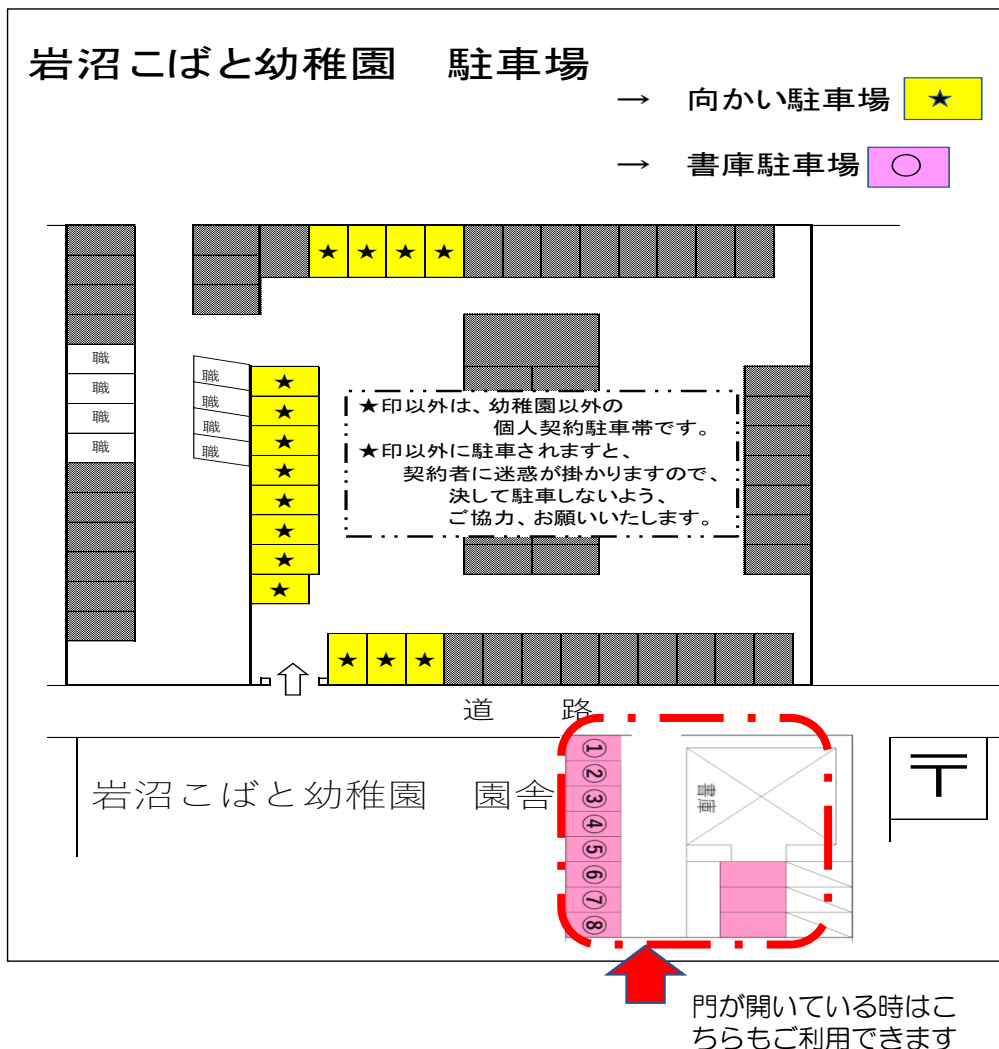 岩沼こばと幼稚園　駐車場
→　向かい駐車場 ★
→　書庫駐車場 ○
★ ★ ★ ★
職
職
職
職
職
職
職
職
★
★
★
★
★
★
★
★
★印以外は、幼稚園以外の
個人契約駐車帯です。
★印以外に駐車されますと、
契約者に迷惑が掛かりますので、
決して駐車しないよう、
ご協力、お願いいたします。
★ ★ ★
道　路
岩沼こばと幼稚園　園舎
①
②
③
④
⑤
⑥
⑦
⑧
書庫
〒
門が開いている時はこ
ちらもご利用できます